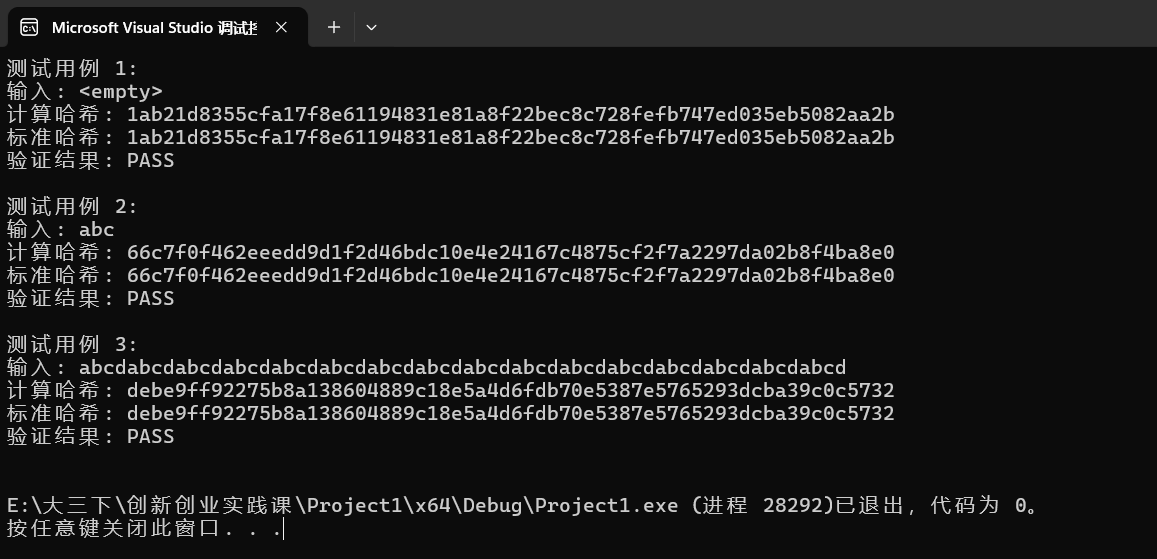 Microsoft Visual Studio 调试
测试用例 1:
输入: <empty>
计算哈希: 1ab21d8355cfa17f8e61194831e81a8f22bec8c728fefb747ed035eb5082aa2b
标准哈希: 1ab21d8355cfa17f8e61194831e81a8f22bec8c728fefb747ed035eb5082aa2b
验证结果: PASS
测试用例 2:
输入: abc
计算哈希: 66c7f0f462eeedd9d1f2d46bdc10e4e24167c4875cf2f7a2297da02b8f4ba8e0
标准哈希: 66c7f0f462eeedd9d1f2d46bdc10e4e24167c4875cf2f7a2297da02b8f4ba8e0
验证结果: PASS
测试用例 3:
输入: abcdabcdabcdabcdabcdabcdabcdabcdabcdabcdabcdabcdabcdabcdabcdabcd
计算哈希: debe9ff92275b8a138604889c18e5a4d6fdb70e5387e5765293dcba39c0c5732
标准哈希: debe9ff92275b8a138604889c18e5a4d6fdb70e5387e5765293dcba39c0c5732
验证结果: PASS
E:\大三下\创新创业实践课\Project1\x64\Debug\Project1.exe (进程 28292)已退出，代码为 0。
按任意键关闭此窗口. . .